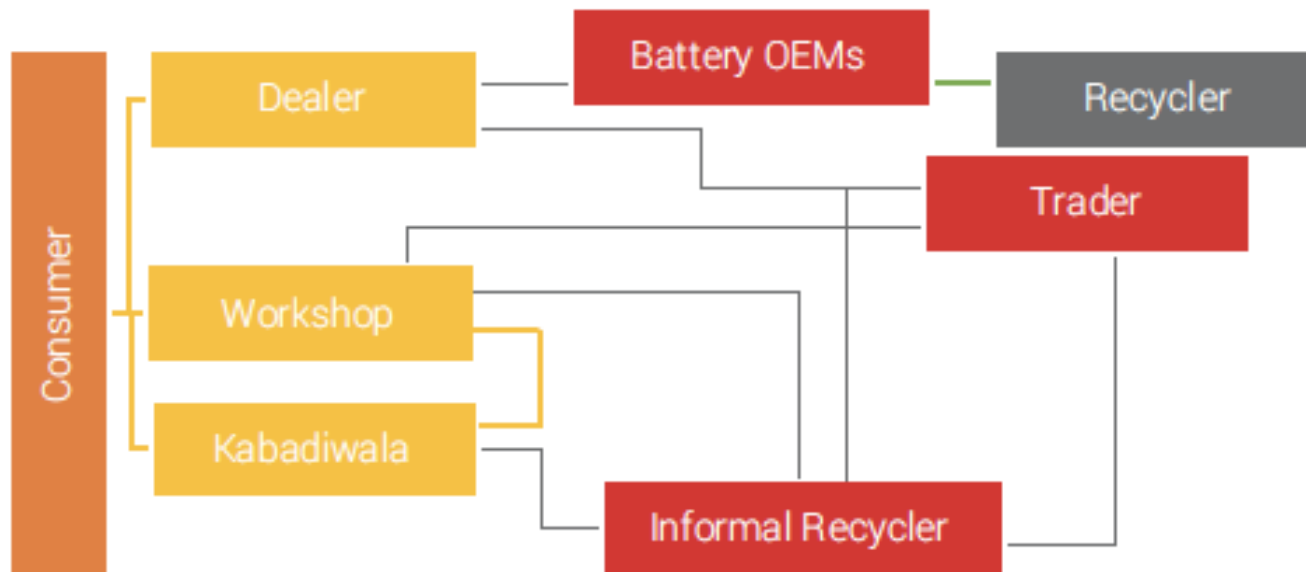 Consumer
Dealer
Battery OEMs
Recycler
Trader
Workshop
Kabadiwala
Informal Recycler